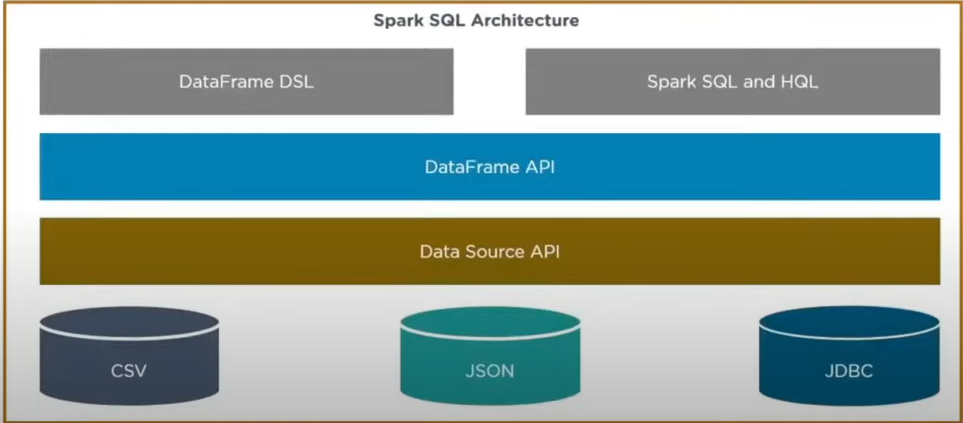 Spark SQL Architecture
DataFrame DSL
Spark SQL and HQL
DataFrame API
Data Source API
CSV
JSON
JDBC